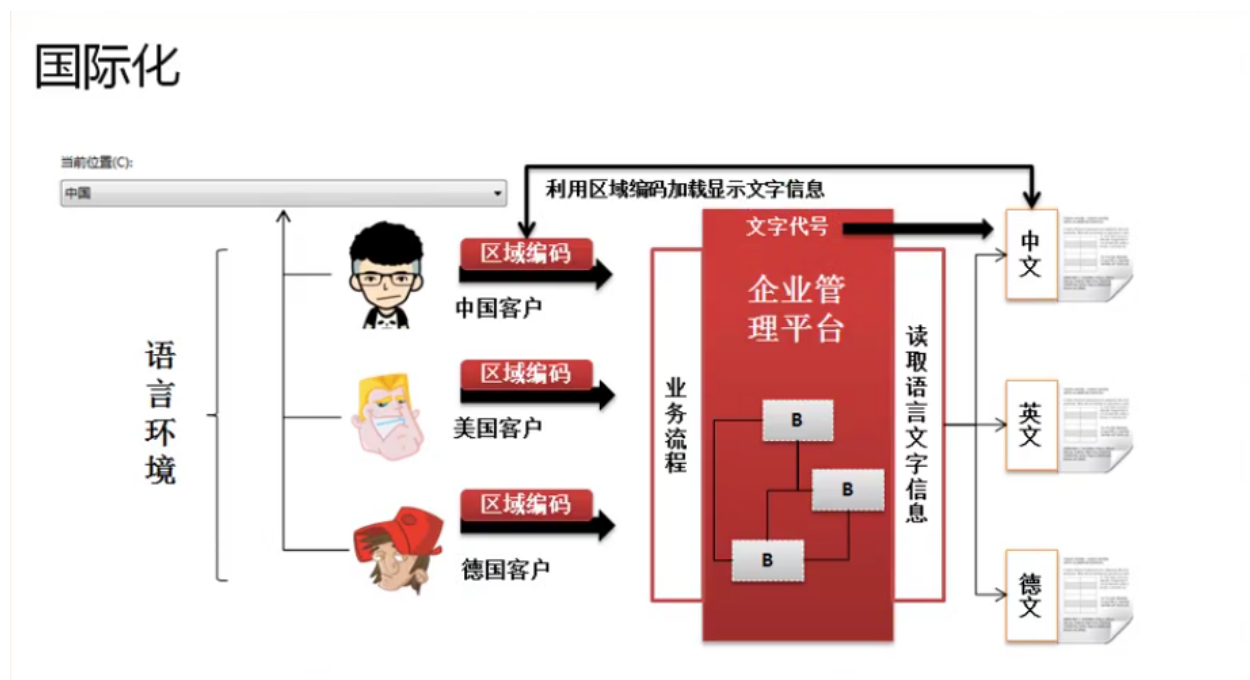 国际化
当前位置(C):
中国
利用区域编码加载显示文字信息
文字代号
区域编码
中国客户
企业管
理平台
中文
语言环境
区域编码
美国客户
业务流程
读取语言文字信息
B
B
B
英文
区域编码
德国客户
德文